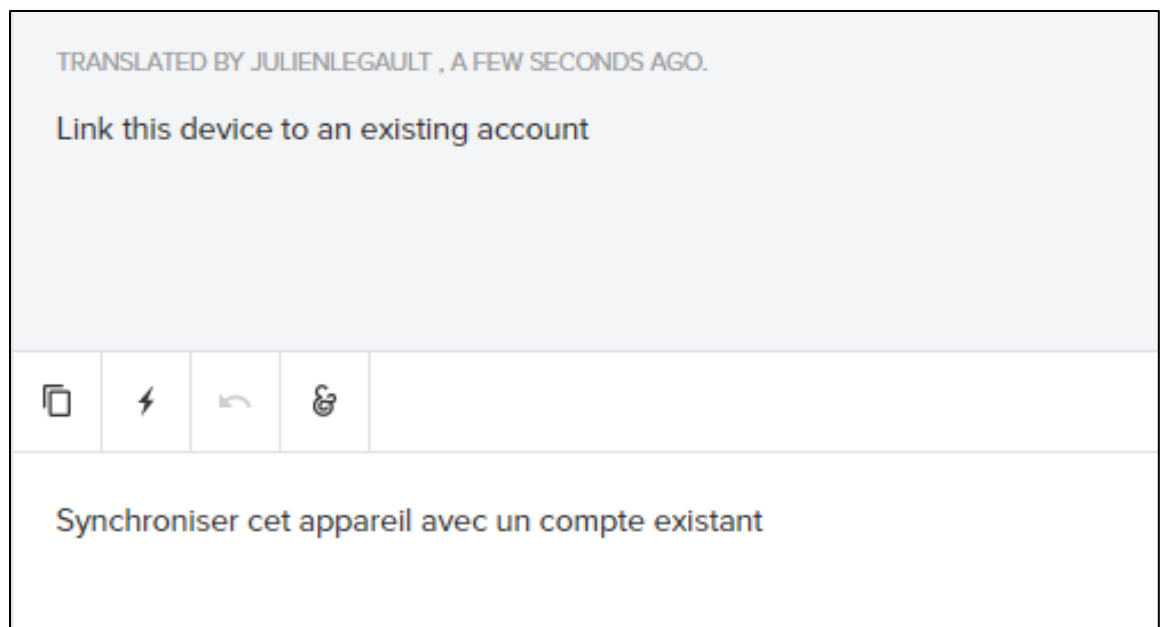 TRANSLATED BY JULIENLEGAULT , A FEW SECONDS AGO.
Link this device to an existing account
&
Synchroniser cet appareil avec un compte existant